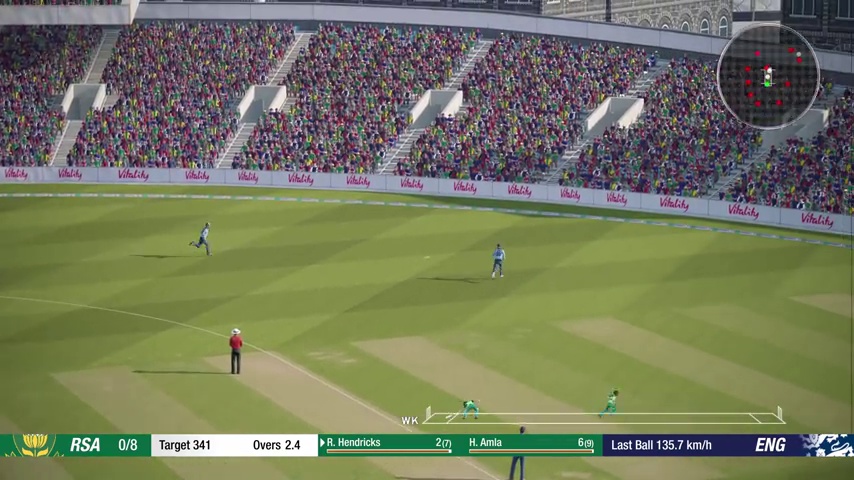 Vitality Vitality Vitality Vitality Vitality Vitality Vitality Vitality Vitality Vitality Vitality Vitality Vitality Vitality Vitality
WK
RSA 0/8 Target 341 Overs 2.4 R. Hendricks 2(7) H. Amla 6(9) Last Ball 135.7 km/h ENG